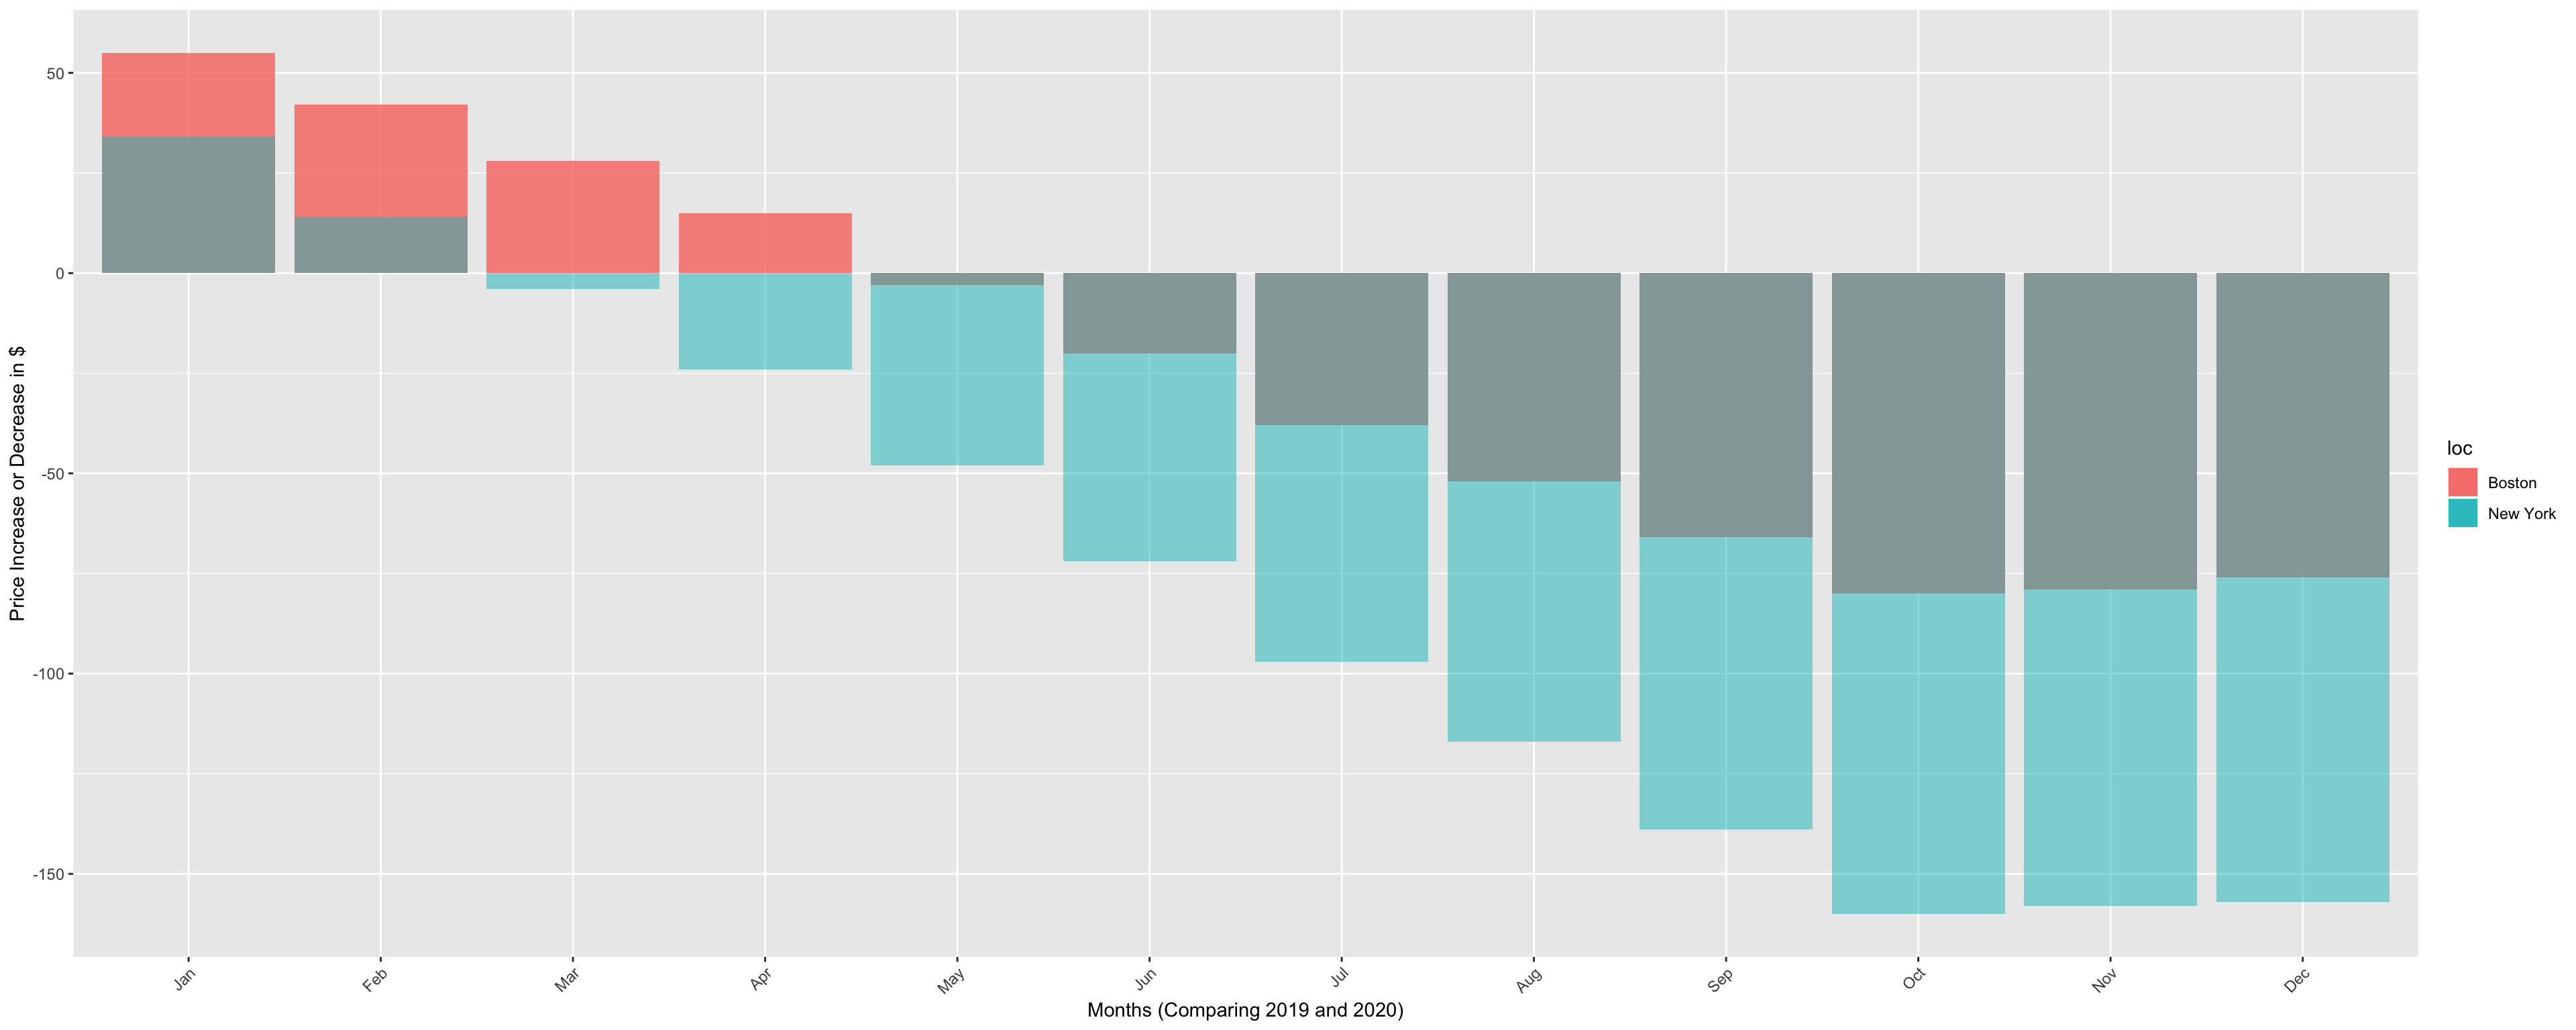 Price Increase or Decrease in $
50
0
-50
-100
-150
Jan
Feb
Mar
Apr
May
Jun
Jul
Aug
Sep
Oct
Nov
Dec
Months (Comparing 2019 and 2020)
loc
Boston
New York